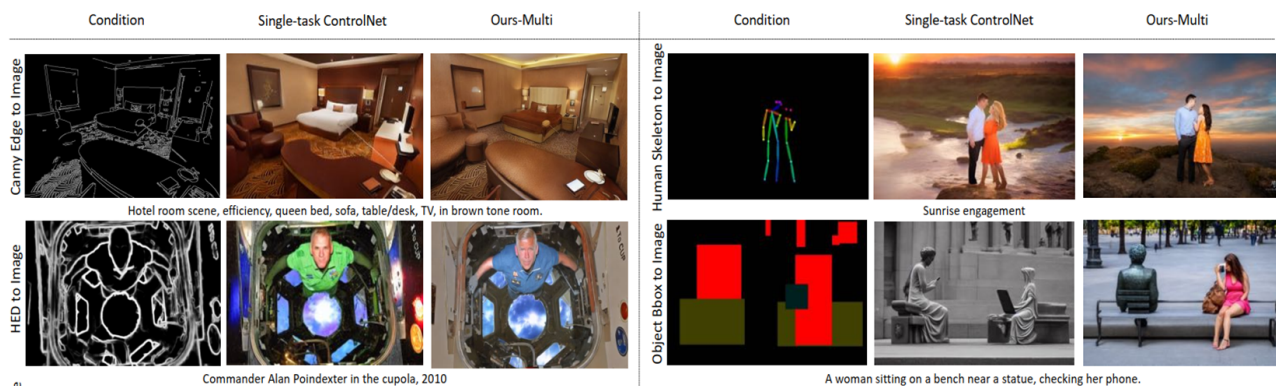 Condition Single-task ControlNet Ours-Multi
Canny Edge to Image
Hotel room scene, efficiency, queen bed, sofa, table/desk, TV, in brown tone room.
HED to Image
Commander Alan Poindexter in the cupola, 2010
Condition Single-task ControlNet Ours-Multi
Human Skeleton to Image
Sunrise engagement
Object Bbox to Image
A woman sitting on a bench near a statue, checking her phone.